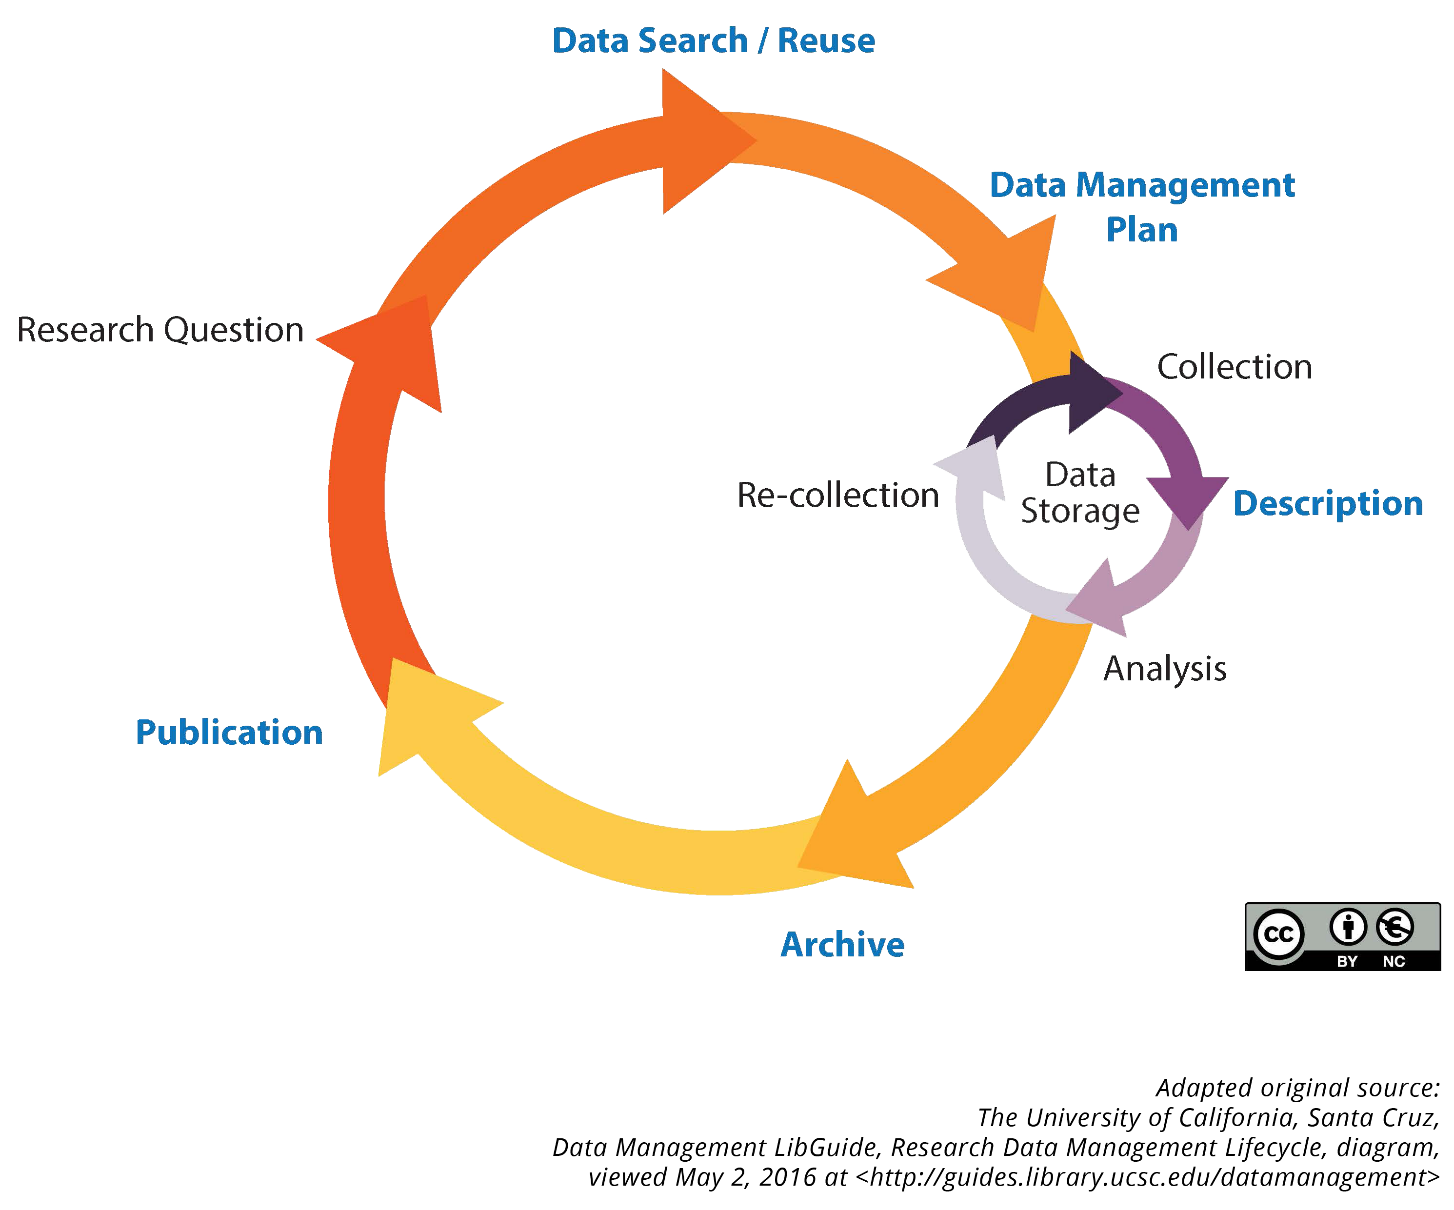 Data Search / Reuse
Data Management
Plan
Research Question
Collection
Data
Storage
Re-collection
Description
Analysis
Publication
Archive
cc
BY NC
Adapted original source:
The University of California, Santa Cruz,
Data Management LibGuide, Research Data Management Lifecycle, diagram,
viewed May 2, 2016 at <http://guides.library.ucsc.edu/datamanagement>